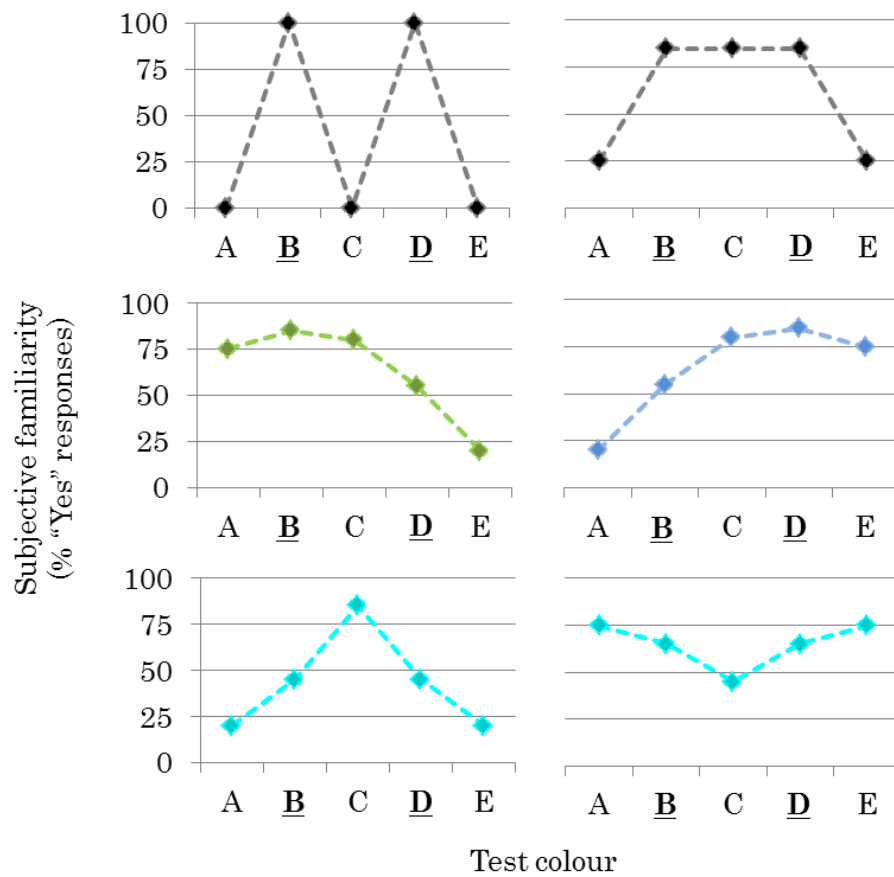 100
75
50
25
0
A B C D E
A B C D E
100
75
50
25
0
A B C D E
A B C D E
100
75
50
25
0
A B C D E
A B C D E
Subjective familiarity
(% “Yes” responses)
Test colour